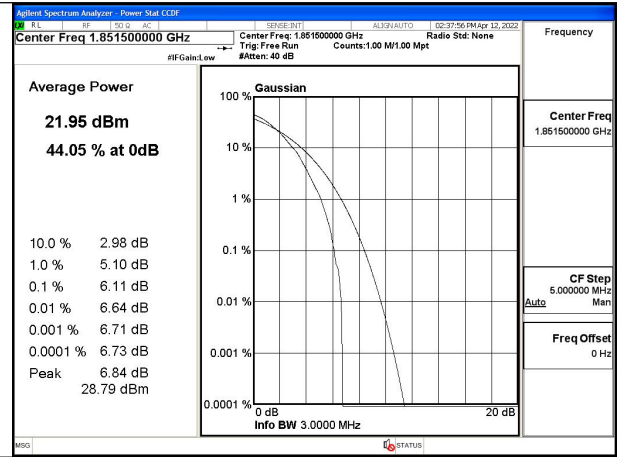 Agilent Spectrum Analyzer - Power Stat CCDF
RL RF 50 Ω AC SENSE:INT ALIGN AUTO 02:37:56 PM Apr 12, 2022
Center Freq 1.851500000 GHz
Center Freq: 1.851500000 GHz Radio Std: None
Trig: Free Run Counts:1.00 M/1.00 Mpt
#IFGain:Low #Atten: 40 dB
Frequency
Average Power
21.95 dBm
44.05 % at 0dB
10.0 % 2.98 dB
1.0 % 5.10 dB
0.1 % 6.11 dB
0.01 % 6.64 dB
0.001 % 6.71 dB
0.0001 % 6.73 dB
Peak 6.84 dB
28.79 dBm
Gaussian
100 %
10 %
1 %
0.1 %
0.01 %
0.001 %
0.0001 %
0 dB 20 dB
Info BW 3.0000 MHz
Center Freq
1.851500000 GHz
CF Step
5.000000 MHz
Auto Man
Freq Offset
0 Hz
MSG STATUS